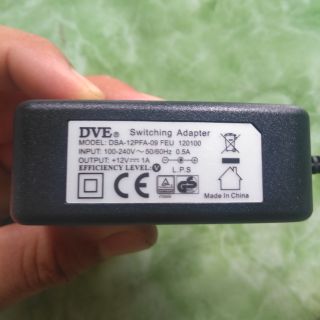 DVE® Switching Adapter
MODEL: DSA-12PFA-09 FEU 120100
INPUT: 100-240V～50/60Hz 0.5A
OUTPUT: +12V⎓1A
EFFICIENCY LEVEL: V
L.P.S
CE
GS
Made In China